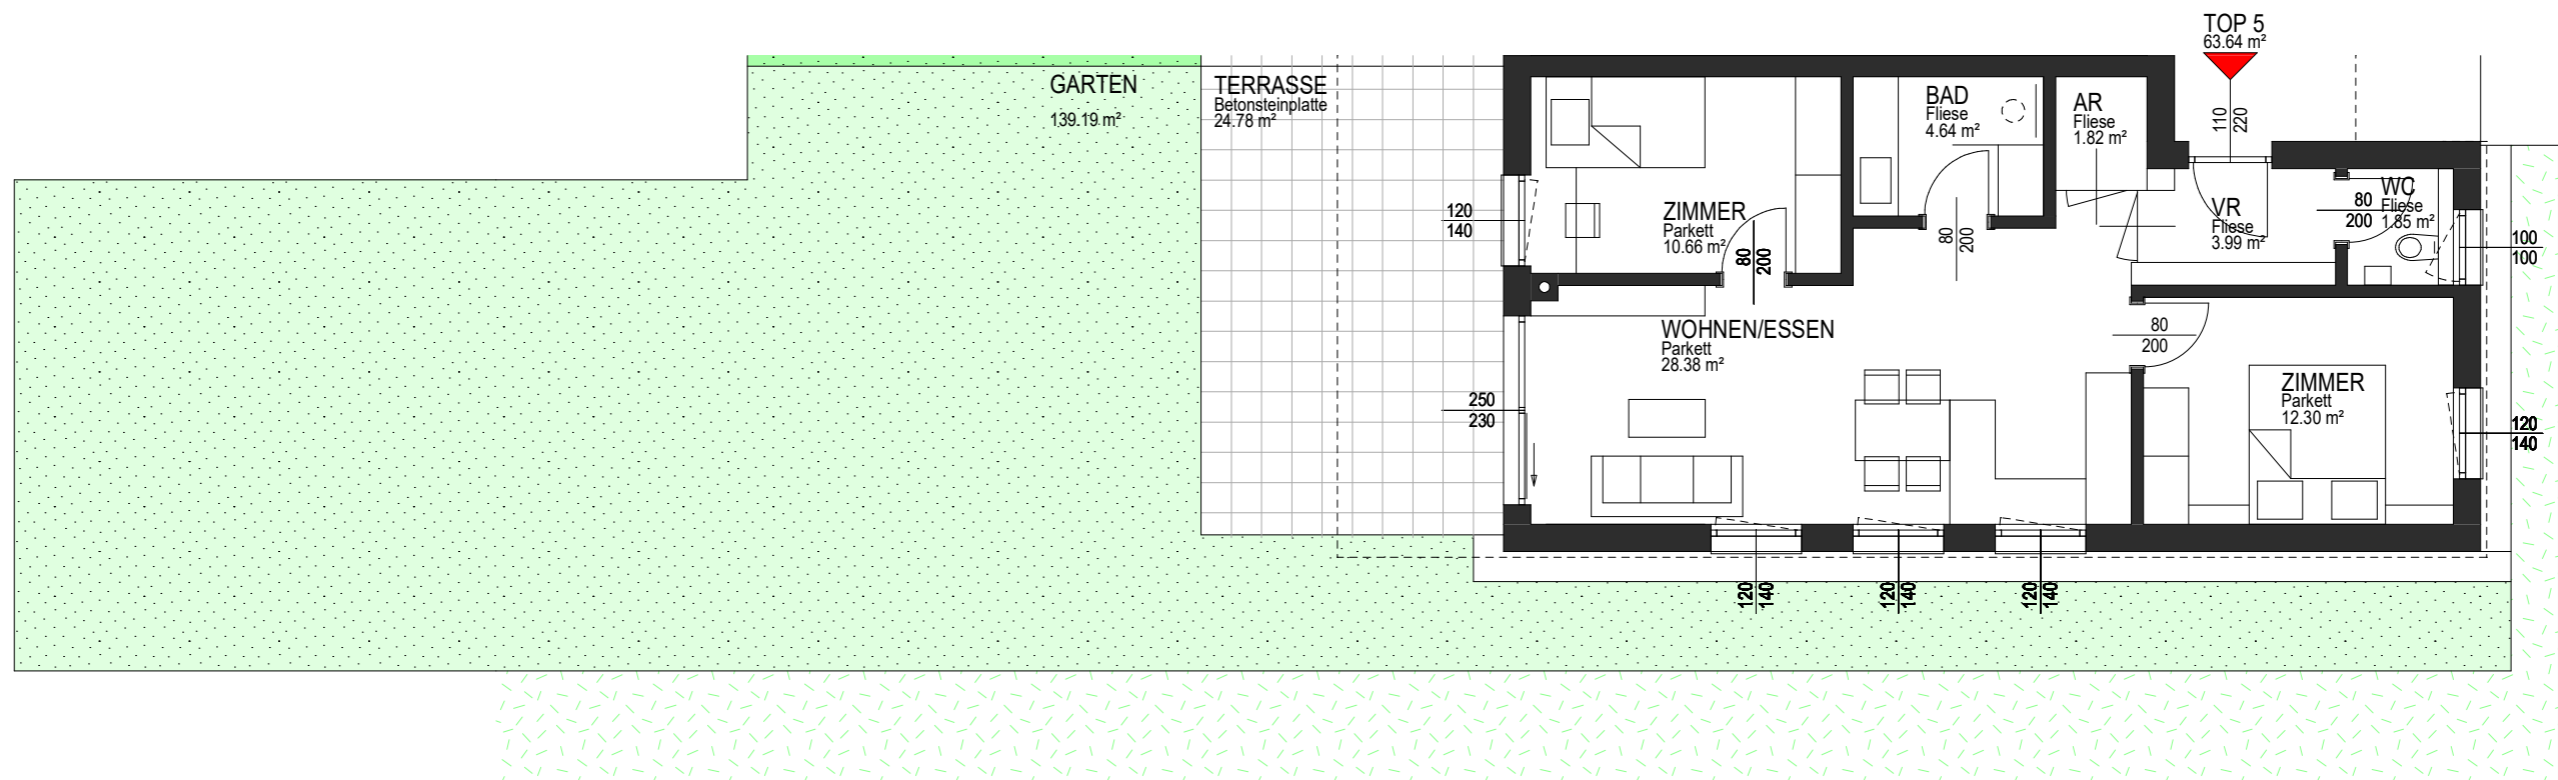 TOP 5
63.64 m²
110
220
GARTEN
139.19 m²
TERRASSE
Betonsteinplatte
24.78 m²
BAD
Fliese
4.64 m²
AR
Fliese
1.82 m²
ZIMMER
Parkett
10.66 m²
VR
Fliese
3.99 m²
WC
Fliese
1.85 m²
120
140
80
200
80
200
80
200
100
100
WOHNEN/ESSEN
Parkett
28.38 m²
80
200
ZIMMER
Parkett
12.30 m²
250
230
120
140
120
140
120
140
120
140